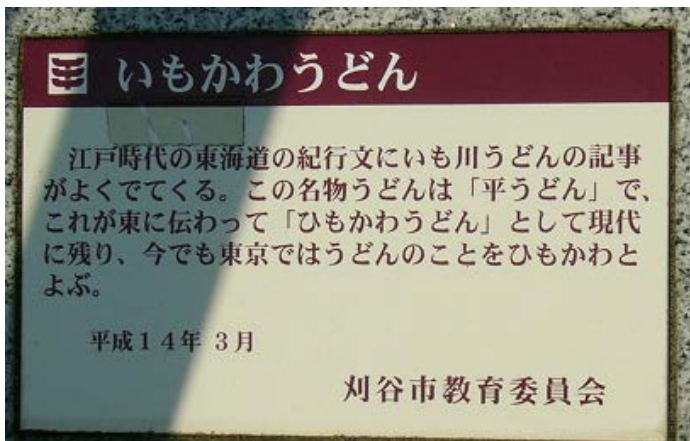 いもかわうどん
江戸時代の東海道の紀行文にいも川うどんの記事
がよくでてくる。この名物うどんは「平うどん」で、
これが東に伝わって「ひもかわうどん」として現代
に残り、今でも東京ではうどんのことをひもかわと
よぶ。
平成14年 3月
刈谷市教育委員会